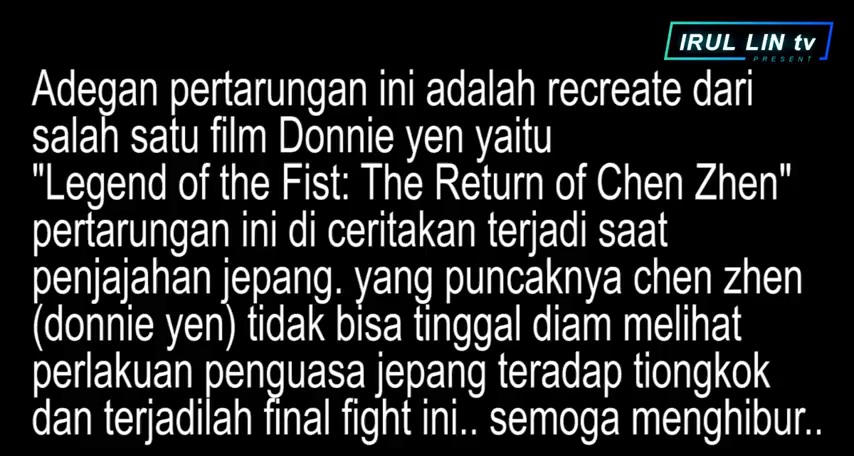 IRUL LIN tv
PRESENT
Adegan pertarungan ini adalah recreate dari
salah satu film Donnie yen yaitu
"Legend of the Fist: The Return of Chen Zhen"
pertarungan ini di ceritakan terjadi saat
penjajahan jepang. yang puncaknya chen zhen
(donnie yen) tidak bisa tinggal diam melihat
perlakuan penguasa jepang teradap tiongkok
dan terjadilah final fight ini.. semoga menghibur..